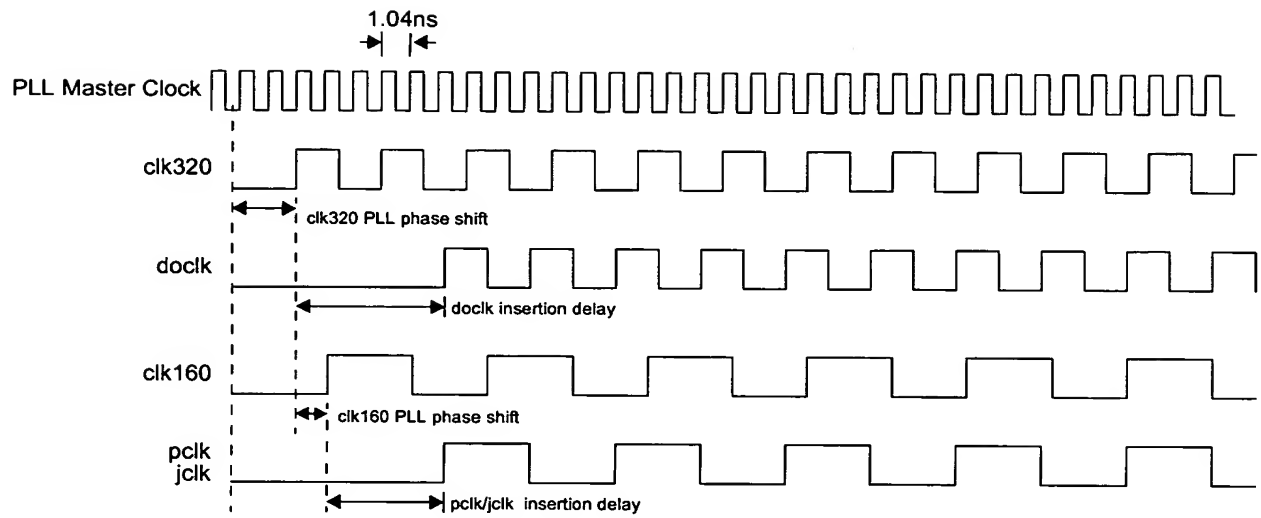 1.04ns
PLL Master Clock
clk320
clk320 PLL phase shift
doclk
doclk insertion delay
clk160
clk160 PLL phase shift
pclk
jclk
pclk/jclk insertion delay